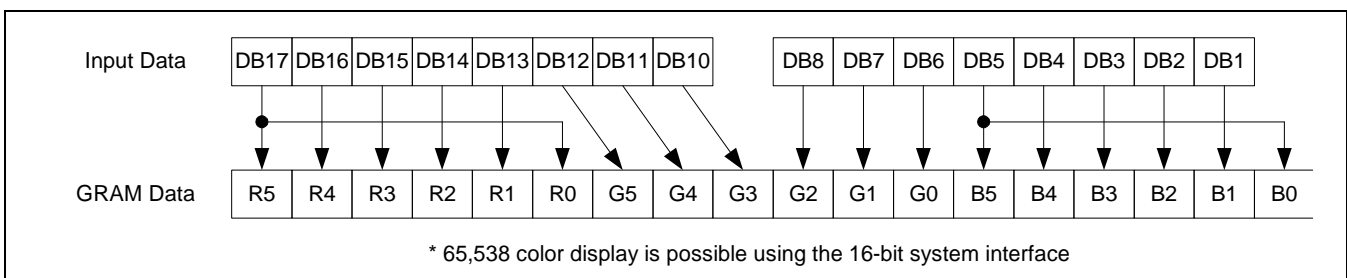 Input Data DB17 DB16 DB15 DB14 DB13 DB12 DB11 DB10 DB8 DB7 DB6 DB5 DB4 DB3 DB2 DB1
GRAM Data R5 R4 R3 R2 R1 R0 G5 G4 G3 G2 G1 G0 B5 B4 B3 B2 B1 B0
* 65,538 color display is possible using the 16-bit system interface